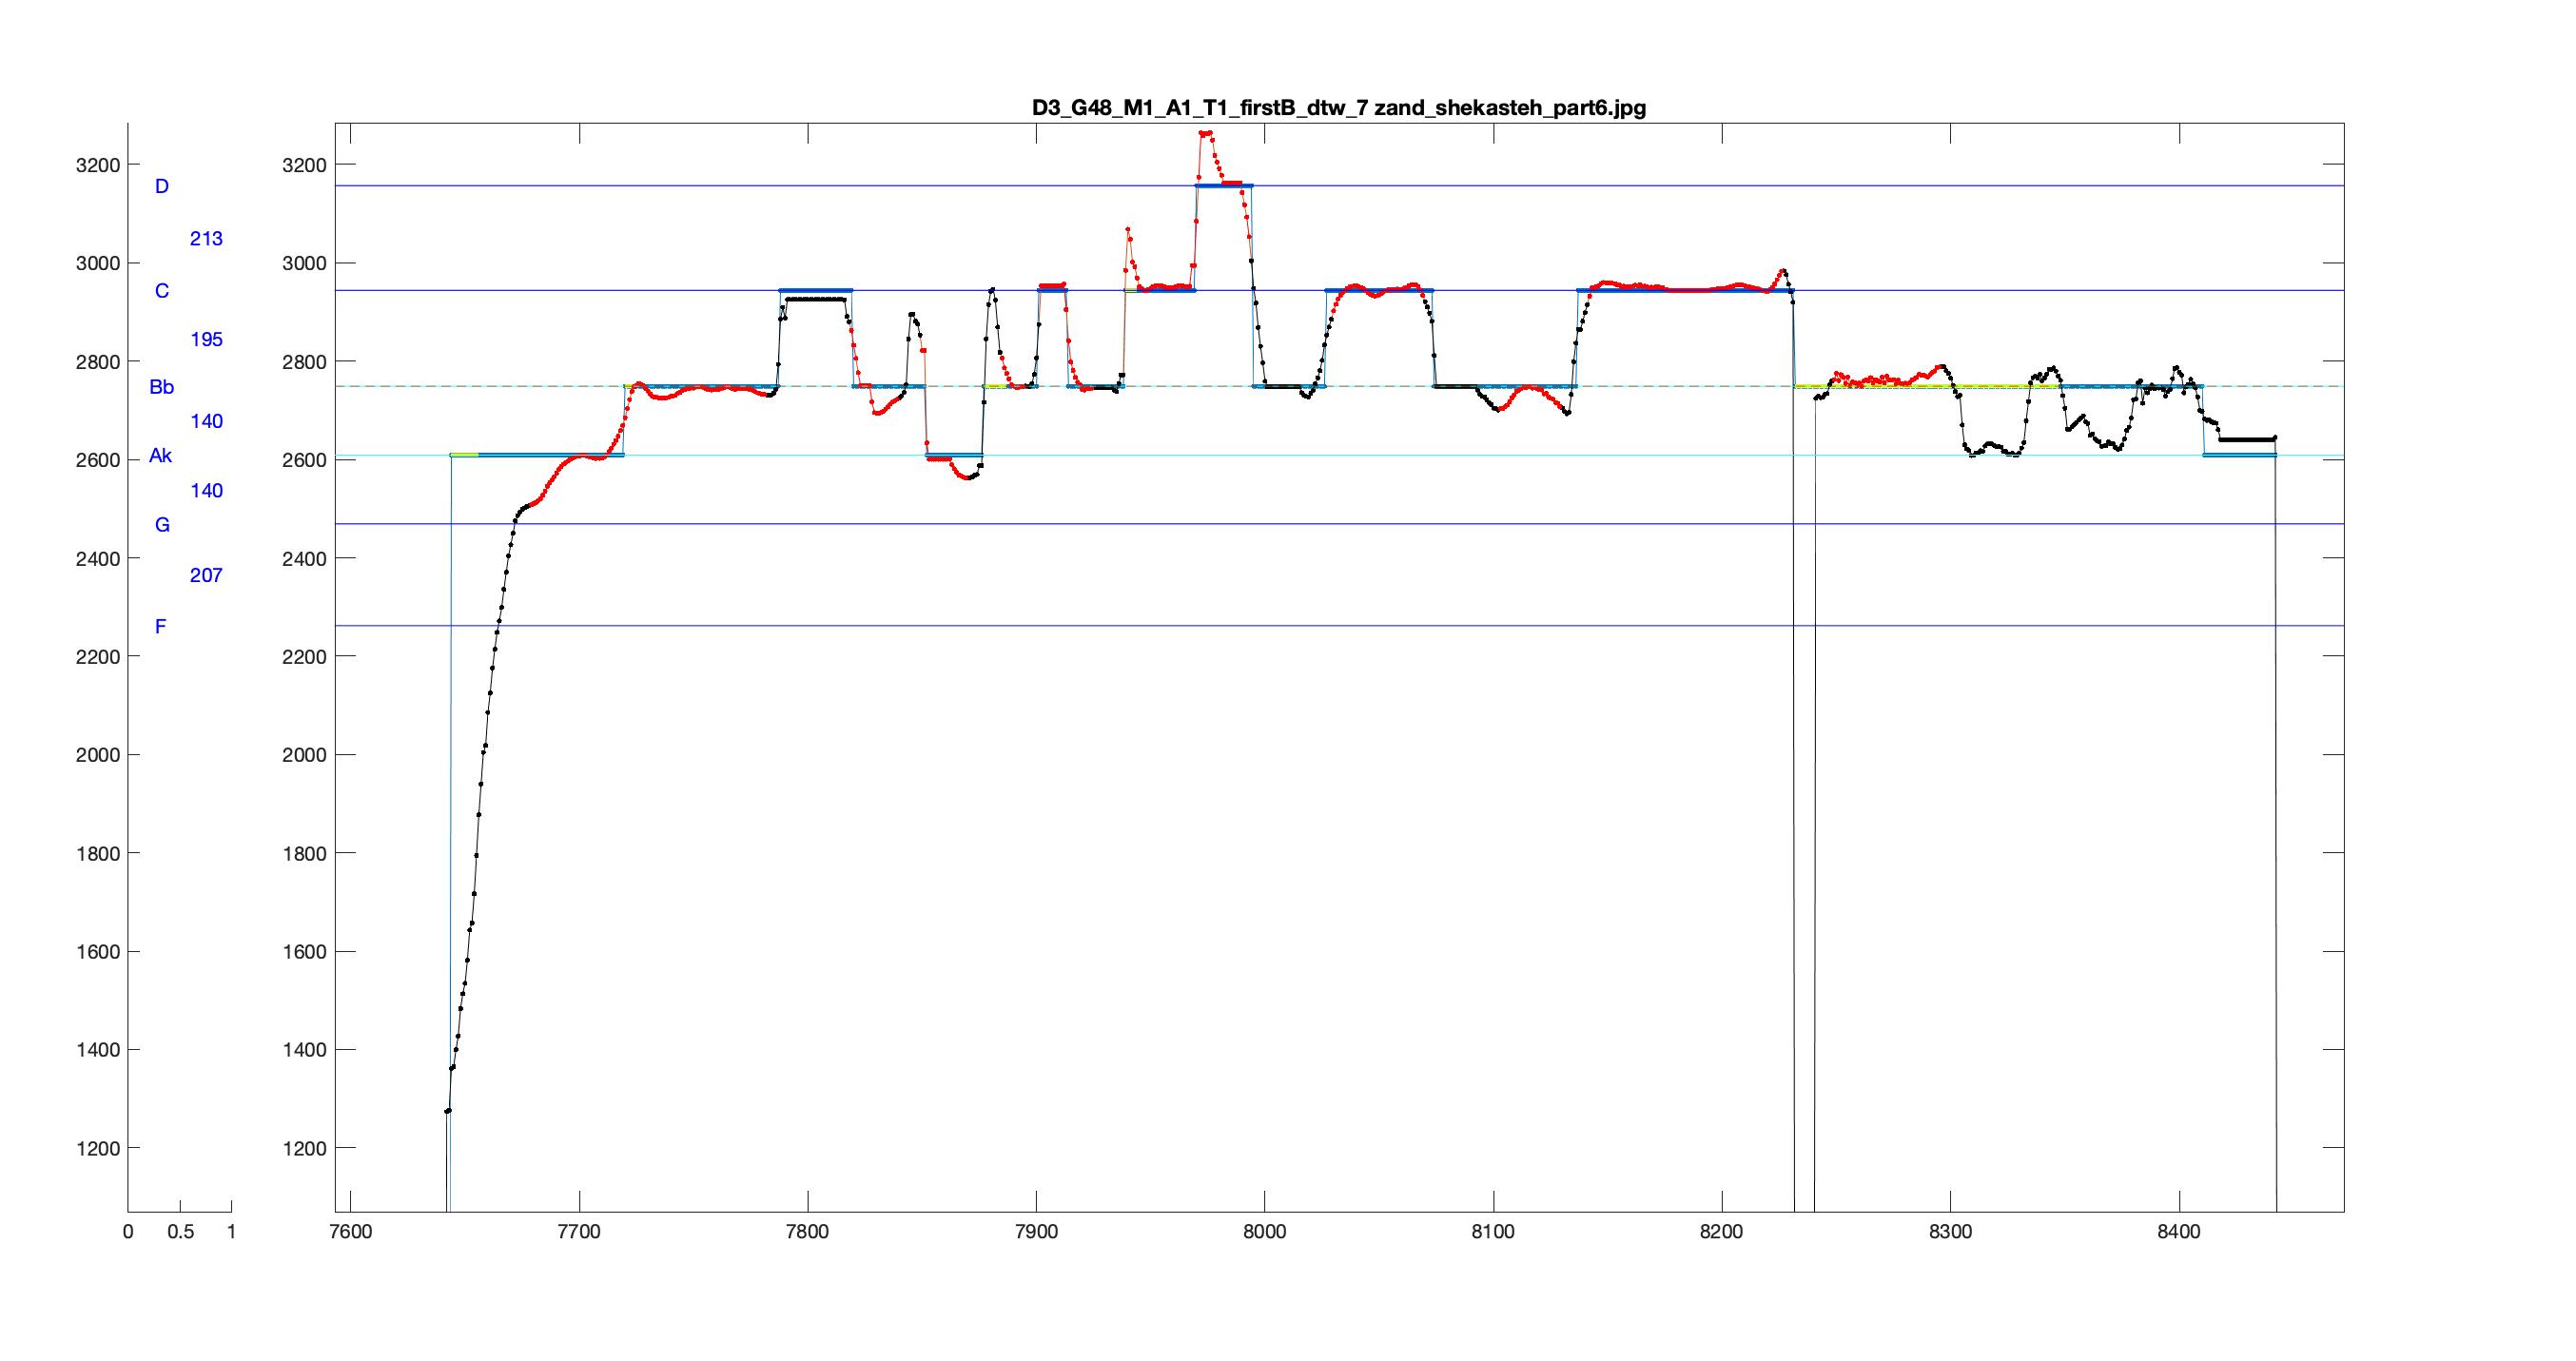 D3_G48_M1_A1_T1_firstB_dtw_7 zand_shekasteh_part6.jpg
3200 3200
D
213
3000 3000
C
195
2800 2800
Bb
140
Ak
2600 2600
140
G
2400 2400
207
F
2200 2200
2000 2000
1800 1800
1600 1600
1400 1400
1200 1200
0 0.5 1 7600 7700 7800 7900 8000 8100 8200 8300 8400